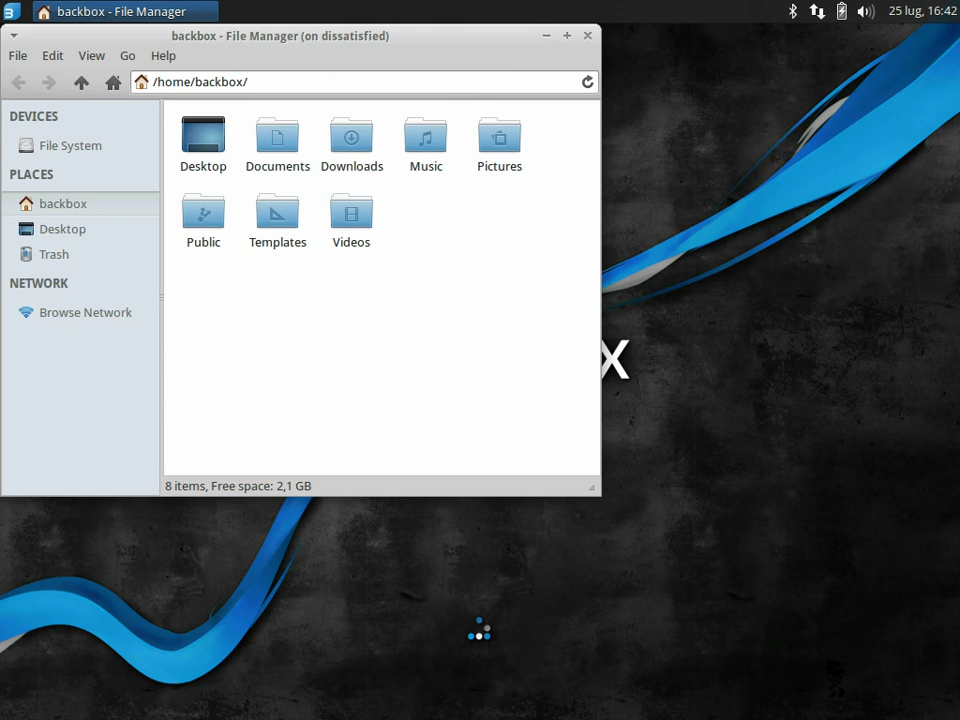 backbox - File Manager
25 lug, 16:42
backbox - File Manager (on dissatisfied)
File Edit View Go Help
/home/backbox/
DEVICES
File System
PLACES
backbox
Desktop
Trash
NETWORK
Browse Network
Desktop Documents Downloads Music Pictures
Public Templates Videos
8 items, Free space: 2,1 GB
X